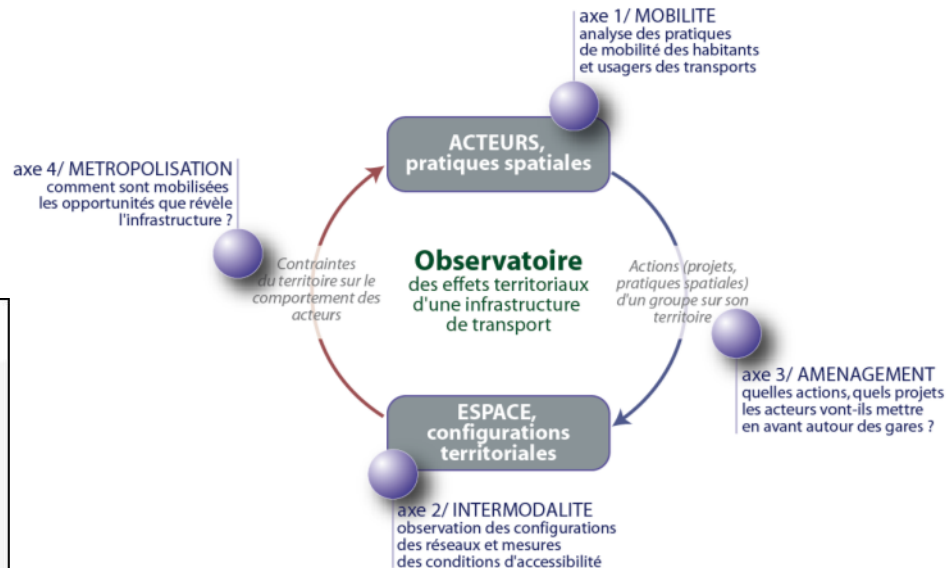 axe 1/ MOBILITE
analyse des pratiques
de mobilité des habitants
et usagers des transports
ACTEURS,
pratiques spatiales
axe 4/ METROPOLISATION
comment sont mobilisées
les opportunités que révèle
l'infrastructure ?
Contraintes
du territoire sur le
comportement des
acteurs
Observatoire
des effets territoriaux
d'une infrastructure
de transport
Actions (projets,
pratiques spatiales)
d'un groupe sur son
territoire
axe 3/ AMENAGEMENT
quelles actions, quels projets
les acteurs vont-ils mettre
en avant autour des gares ?
ESPACE,
configurations
territoriales
axe 2/ INTERMODALITE
observation des configurations
des réseaux et mesures
des conditions d'accessibilité